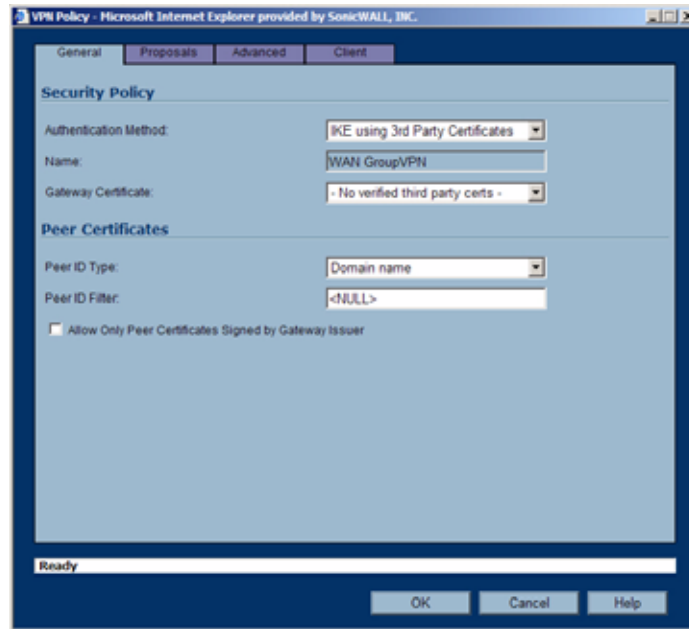 VPN Policy - Microsoft Internet Explorer provided by SonicWALL, INC.
General Proposals Advanced Client
Security Policy
Authentication Method: IKE using 3rd Party Certificates
Name: WAN GroupVPN
Gateway Certificate: - No verified third party certs -
Peer Certificates
Peer ID Type: Domain name
Peer ID Filter: <NULL>
Allow Only Peer Certificates Signed by Gateway Issuer
Ready
OK Cancel Help